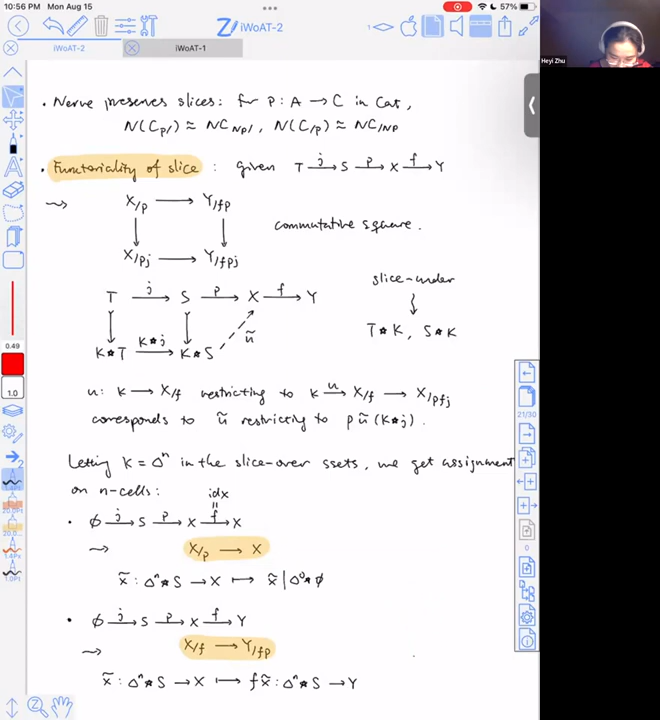 10:56 PM Mon Aug 15
57%
iWoAT-2
iWoAT-2
iWoAT-1
Heyi Zhu
• Nerve preserves slices: for p: A → C in Cat,
N(C_{p/}) ≈ NC_{Np/}, N(C_{/p}) ≈ NC_{/Np}
• Functoriality of slice: given T →^{j} S →^{p} X →^{f} Y
⇝ X_{/p} → Y_{/fp}
commutative square.
X_{/pj} → Y_{/fpj}
slice-under
T →^{j} S →^{p} X →^{f} Y
T⋆K, S⋆K
K⋆T →^{K⋆j} K⋆S ũ
u: K → X_{/f} restricting to K →^{u} X_{/f} → X_{/pfj}
corresponds to ũ restricting to pũ(K⋆j).
Letting K = Δ^n in the slice-over ssets, we get assignment
on n-cells:
idx
‖
• ∅ →^{j} S →^{p} X →^{f} X
⇝ X_{/p} → X
x̃: Δ^n⋆S → X ↦ x̃|Δ^n⋆∅
• ∅ →^{j} S →^{p} X →^{f} Y
⇝ X_{/f} → Y_{/fp}
x̃: Δ^n⋆S → X ↦ fx̃: Δ^n⋆S → Y
0.49
1.0
21/30
0